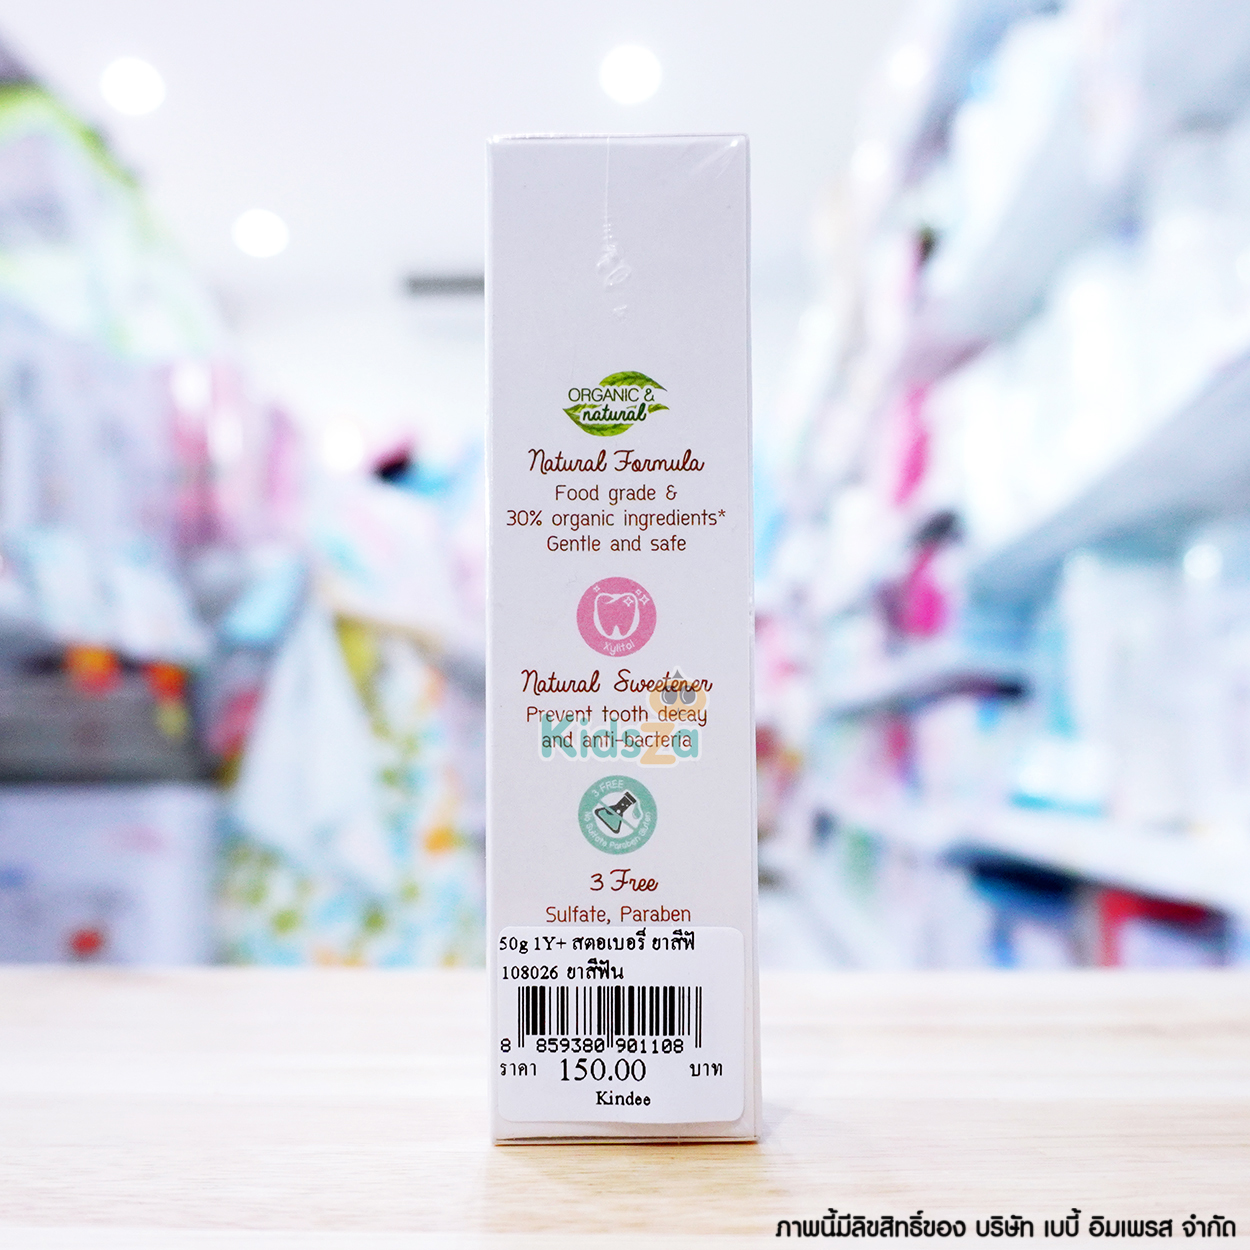 ORGANIC &
natural
Natural Formula
Food grade &
30% organic ingredients*
Gentle and safe
Xylitol
Natural Sweetener
Prevent tooth decay
and anti-bacteria
KidsZa
3 FREE
No Sulfate Paraben Gluten
3 Free
Sulfate, Paraben
50g 1Y+ สตอเบอรี่ ยาสีฟั
108026 ยาสีฟัน
8 859380 901108
ราคา 150.00 บาท
Kindee
ภาพนี้มีลิขสิทธิ์ของ บริษัท เบบี้ อิมเพรส จำกัด